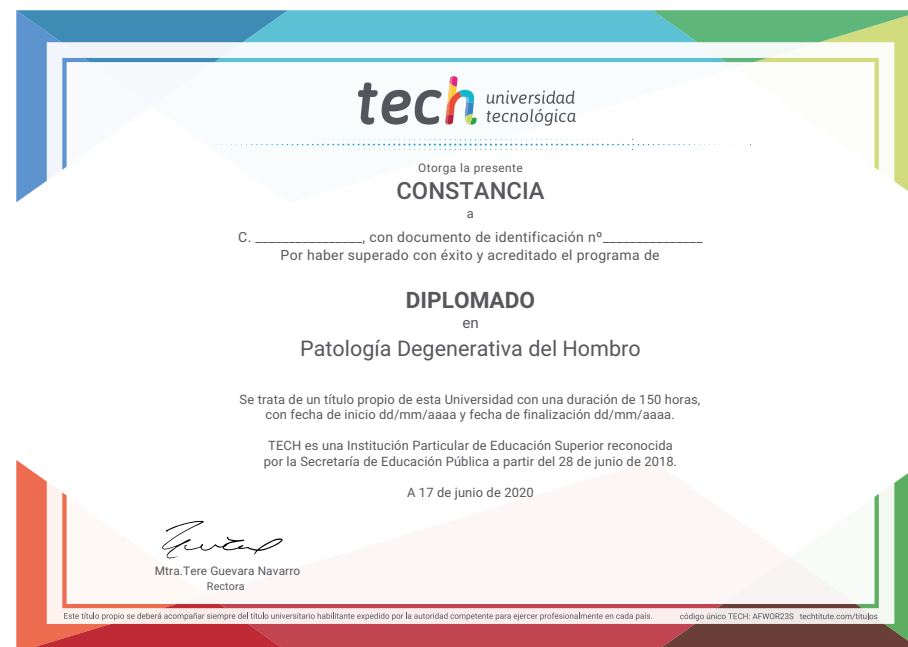 tech universidad
tecnológica
Otorga la presente
CONSTANCIA
a
C. ________________, con documento de identificación nº_______________
Por haber superado con éxito y acreditado el programa de
DIPLOMADO
en
Patología Degenerativa del Hombro
Se trata de un título propio de esta Universidad con una duración de 150 horas,
con fecha de inicio dd/mm/aaaa y fecha de finalización dd/mm/aaaa.
TECH es una Institución Particular de Educación Superior reconocida
por la Secretaría de Educación Pública a partir del 28 de junio de 2018.
A 17 de junio de 2020
Mtra.Tere Guevara Navarro
Rectora
Este título propio se deberá acompañar siempre del título universitario habilitante expedido por la autoridad competente para ejercer profesionalmente en cada país. código único TECH: AFWOR23S techtitute.com/titulos